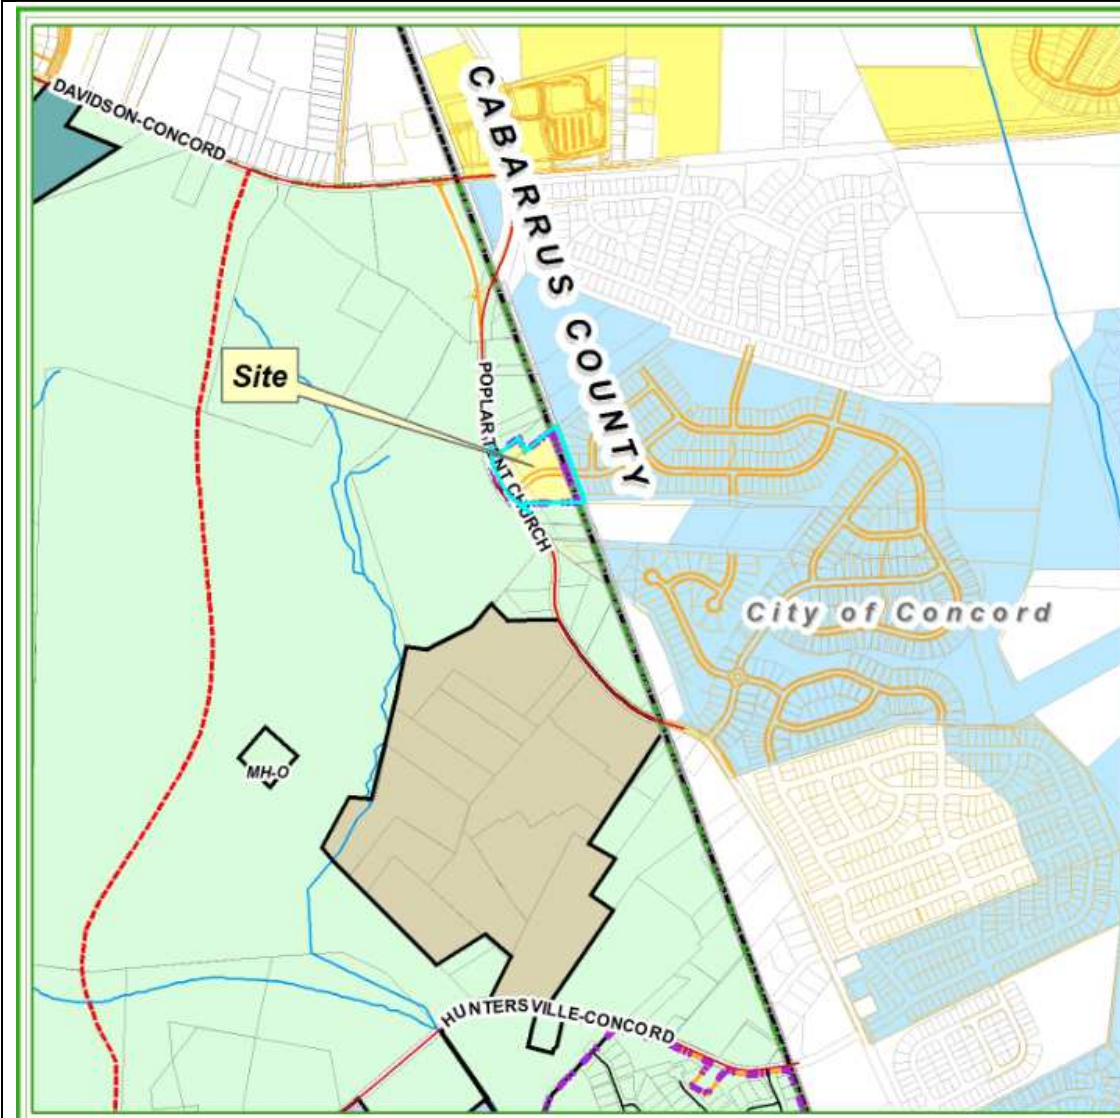 DAVIDSON-CONCORD
CABARRUS COUNTY
Site
POPLAR TENT CHURCH
City of Concord
MH-O
HUNTERSVILLE-CONCORD